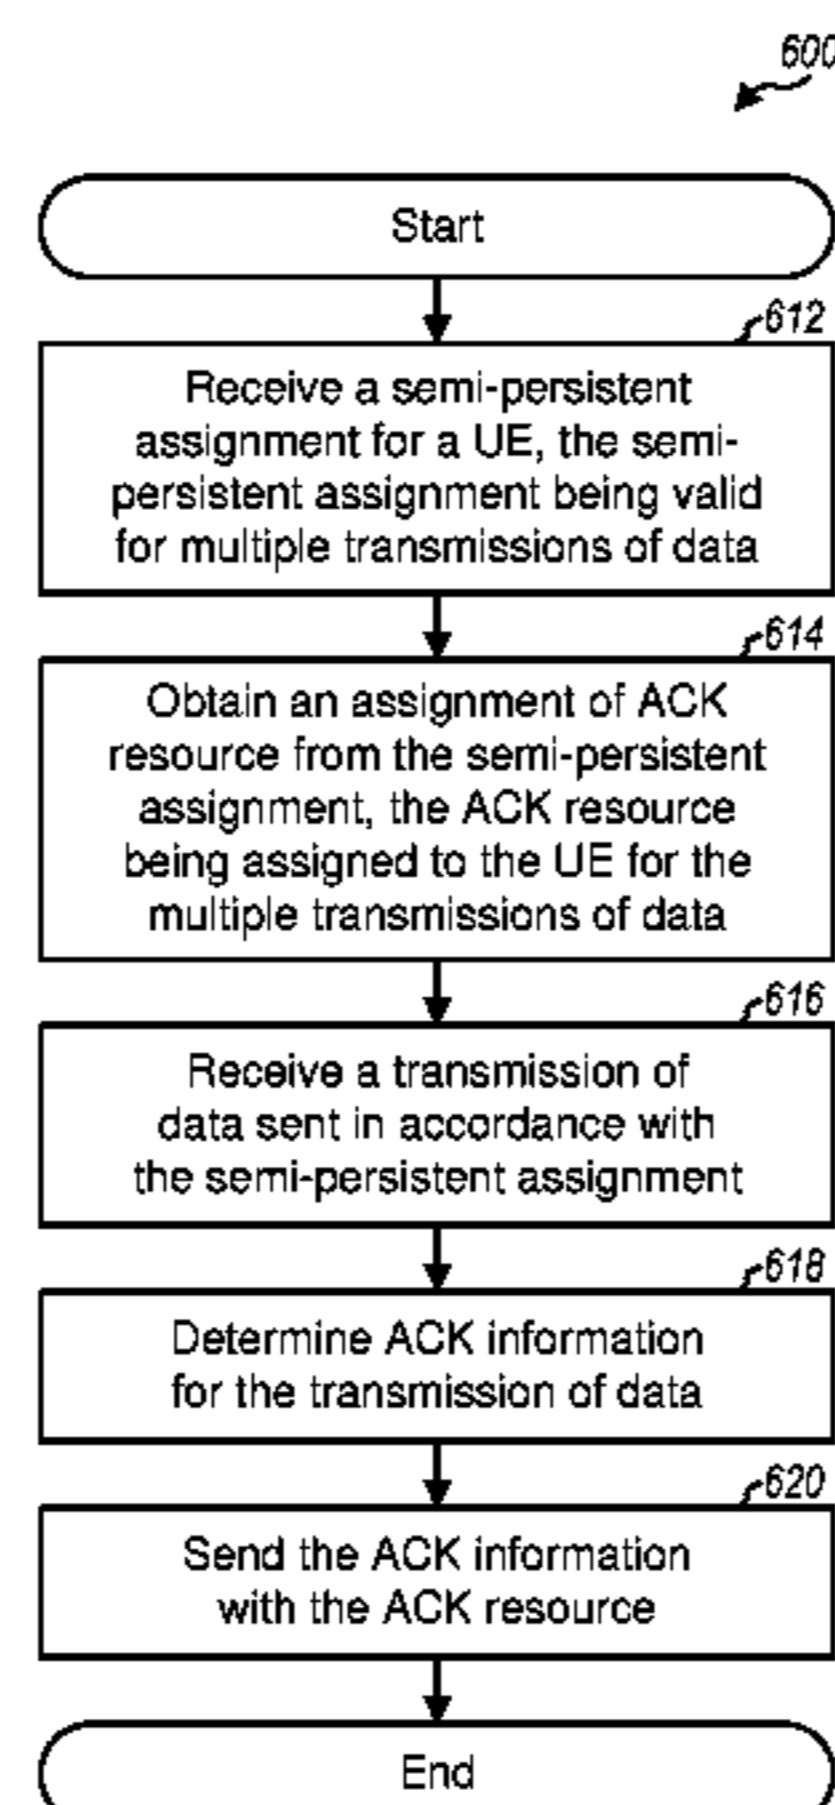 600
Start
612
Receive a semi-persistent
assignment for a UE, the semi-
persistent assignment being valid
for multiple transmissions of data
614
Obtain an assignment of ACK
resource from the semi-persistent
assignment, the ACK resource
being assigned to the UE for the
multiple transmissions of data
616
Receive a transmission of
data sent in accordance with
the semi-persistent assignment
618
Determine ACK information
for the transmission of data
620
Send the ACK information
with the ACK resource
End